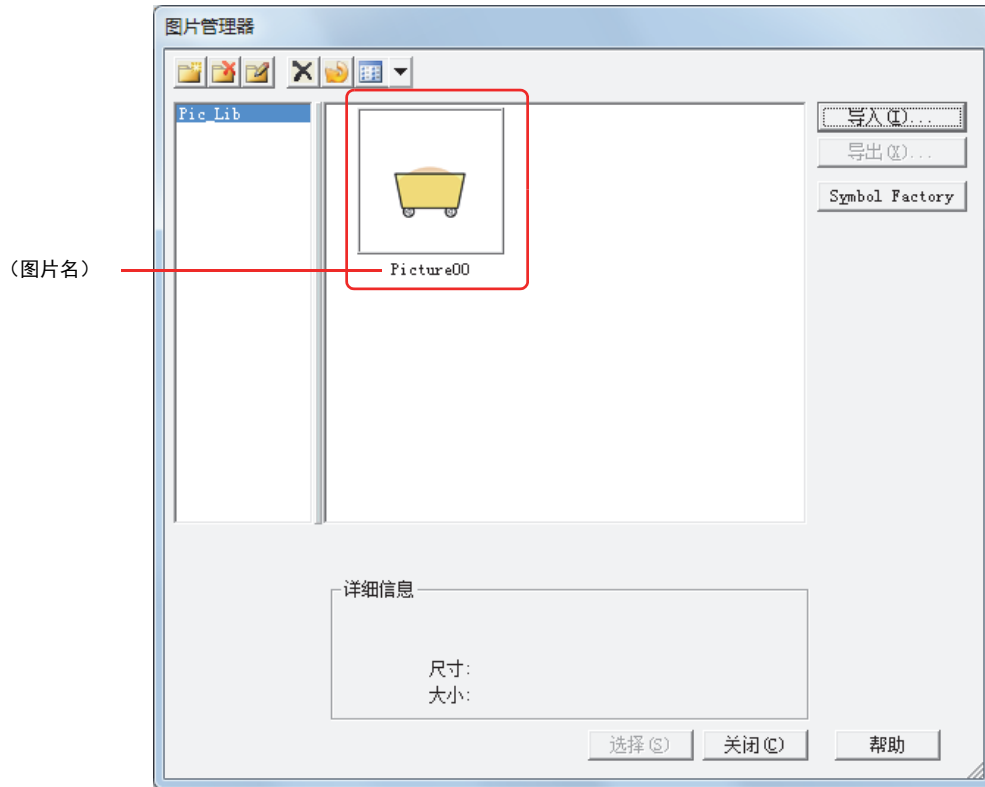 图片管理器
Pic_Lib
导入(I)...
导出(X)...
Symbol Factory
（图片名）
Picture00
详细信息
尺寸:
大小:
选择(S)
关闭(C)
帮助